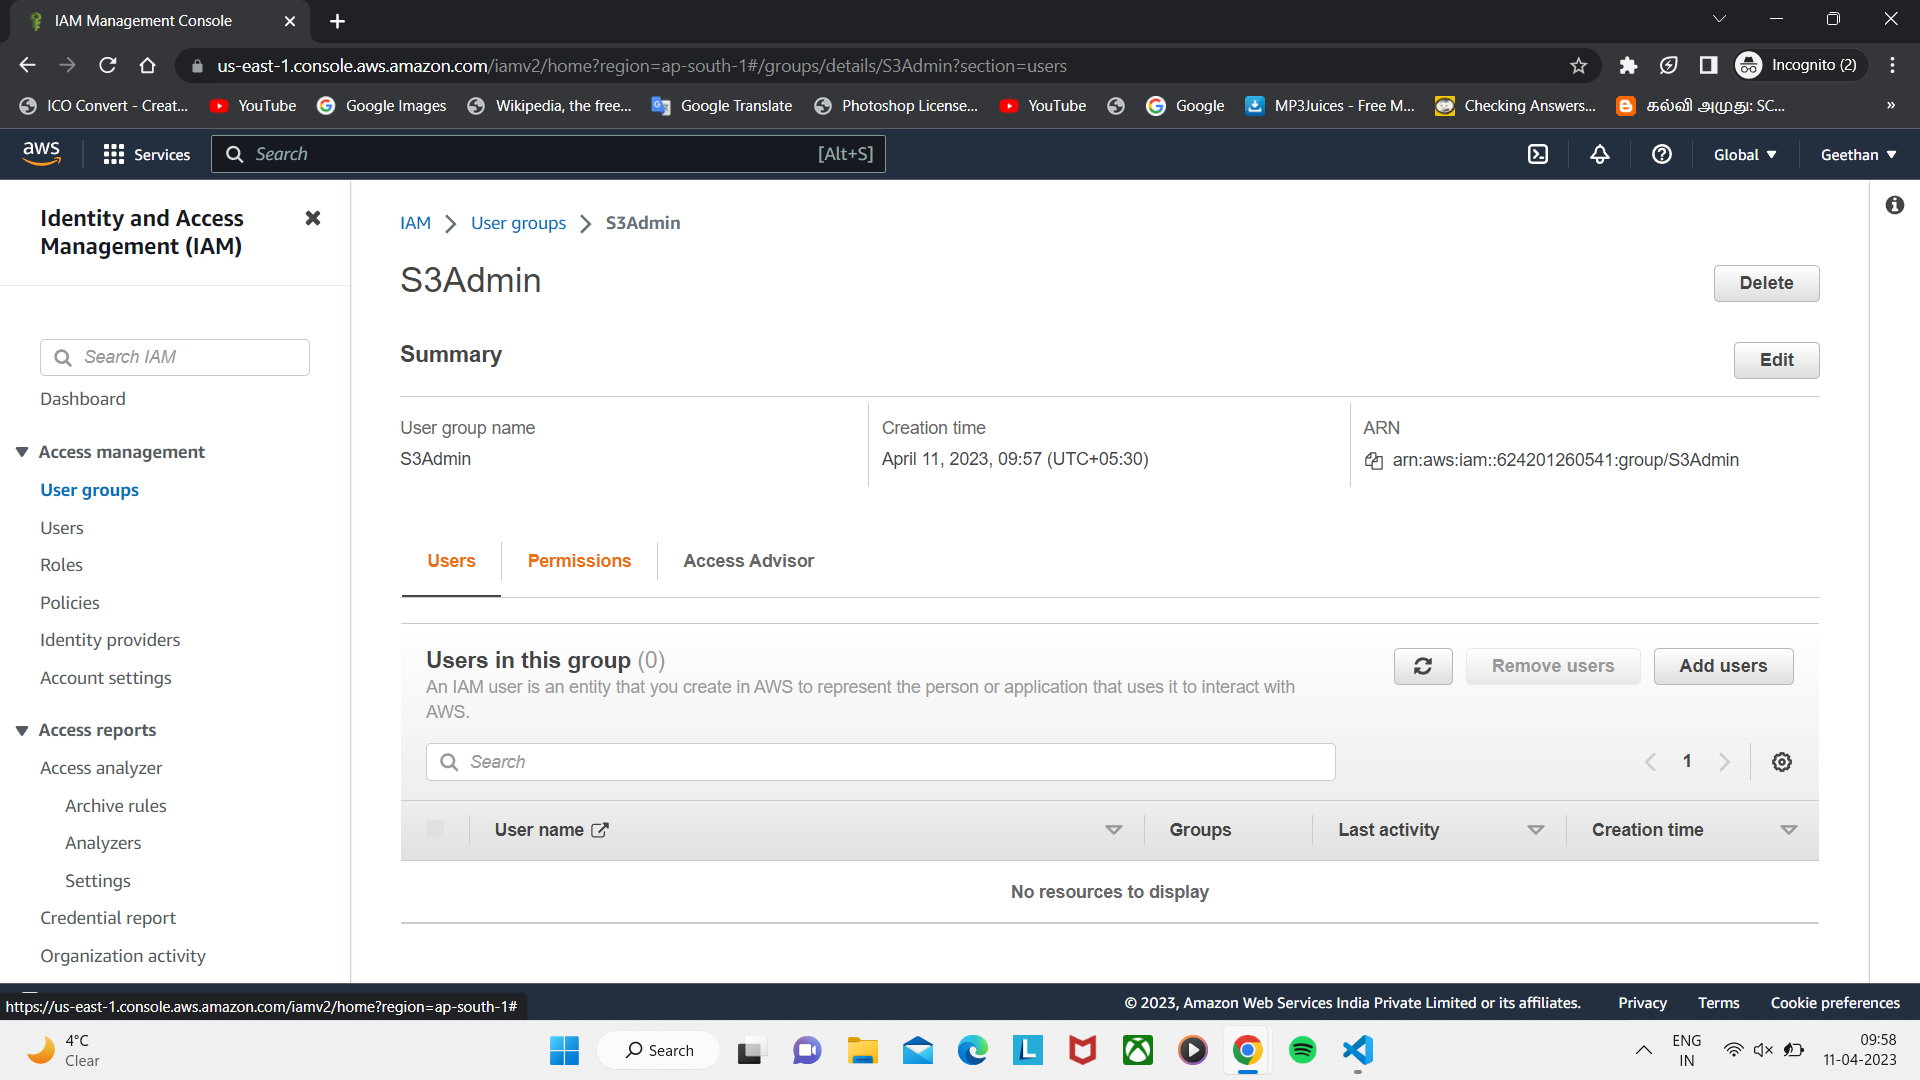 IAM Management Console
us-east-1.console.aws.amazon.com/iamv2/home?region=ap-south-1#/groups/details/S3Admin?section=users
Incognito (2)
ICO Convert - Creat...
YouTube
Google Images
Wikipedia, the free...
Google Translate
Photoshop License...
YouTube
Google
MP3Juices - Free M...
Checking Answers...
கல்வி அமுது: SC...
»
aws
Services
Search
[Alt+S]
Global
Geethan
Identity and Access
Management (IAM)
Search IAM
Dashboard
Access management
User groups
Users
Roles
Policies
Identity providers
Account settings
Access reports
Access analyzer
Archive rules
Analyzers
Settings
Credential report
Organization activity
IAM > User groups > S3Admin
S3Admin
Delete
Summary
Edit
User group name
S3Admin
Creation time
April 11, 2023, 09:57 (UTC+05:30)
ARN
arn:aws:iam::624201260541:group/S3Admin
Users
Permissions
Access Advisor
Users in this group (0)
An IAM user is an entity that you create in AWS to represent the person or application that uses it to interact with
AWS.
Remove users
Add users
Search
1
User name
Groups
Last activity
Creation time
No resources to display
https://us-east-1.console.aws.amazon.com/iamv2/home?region=ap-south-1#
© 2023, Amazon Web Services India Private Limited or its affiliates.
Privacy
Terms
Cookie preferences
4°C
Clear
Search
L
ENG
IN
09:58
11-04-2023